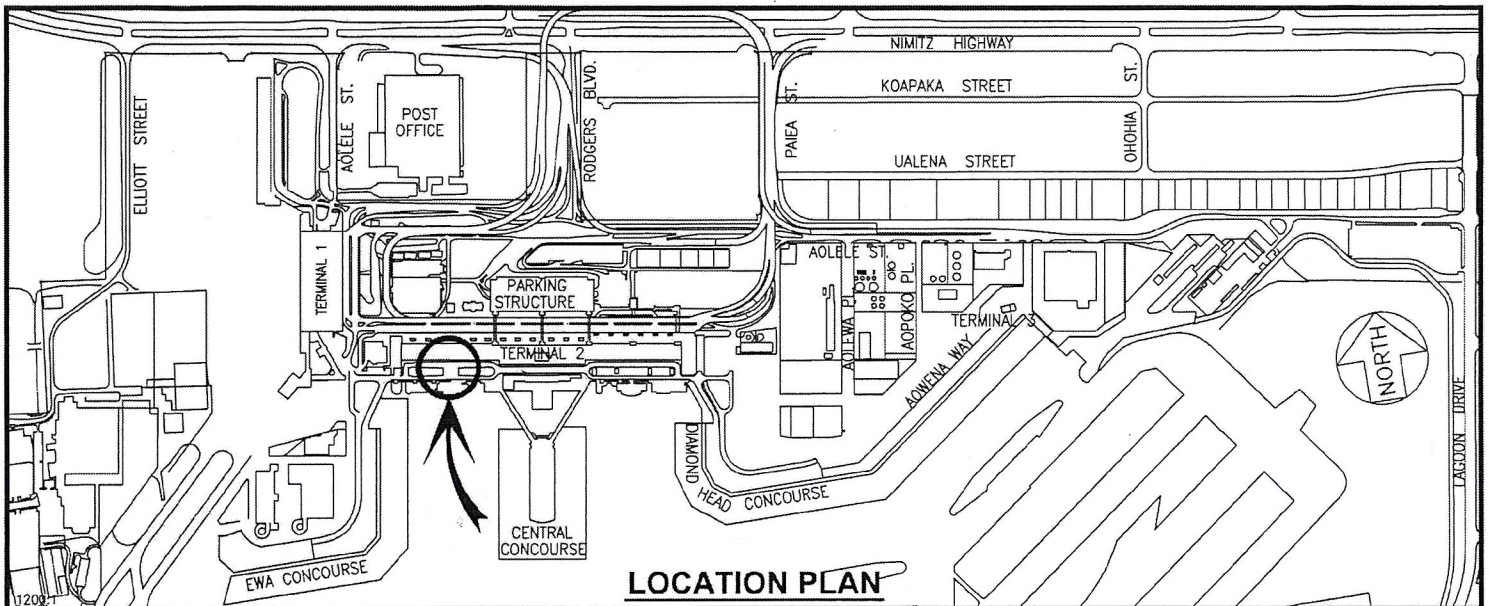 NIMITZ HIGHWAY
KOAPAKA STREET
UALENA STREET
ELLIOTT STREET
AOLELE ST.
POST
OFFICE
RODGERS BLVD.
PAIEA ST.
OHOHIA ST.
TERMINAL 1
PARKING
STRUCTURE
TERMINAL 2
AOLELE ST.
AOLEWA PL.
AOPOKO PL.
TERMINAL 3
AOWENA WAY
NORTH
LAGOON DRIVE
DIAMOND HEAD CONCOURSE
CENTRAL
CONCOURSE
EWA CONCOURSE
LOCATION PLAN